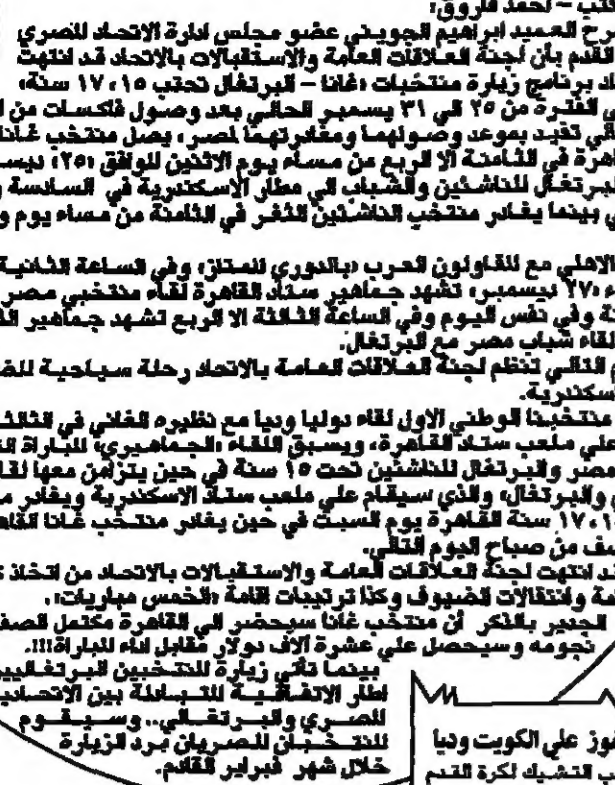 كتب – أحمد فاروق:
صرح العميد ابراهيم الجويني عضو مجلس ادارة الاتحاد المصري
القدم بأن لجنة العلاقات العامة والاستقبالات بالاتحاد قد انتهت
برنامج زيارة منتخبات «غانا – البرتغال تحت ١٥، ١٧ سنة»
الفترة من ٢٥ الي ٣١ ديسمبر الحالي بعد وصول فاكسات من
تفيد بموعد وصولهما ومغادرتهما لمصر، يصل منتخب غانا
في الثامنة الا الربع من مساء يوم الاثنين الموافق «٢٥» ديسـ
للناشئين والشباب الي مطار الاسكندرية في السادسة
بينما يغادر منتخب الناشئين الثغر في الثامنة من مساء يوم
الاهلي مع المقاولون العرب «بالدوري الممتاز» وفي الساعة الثانية
«٢٧ ديسمبر» تشهد جماهير ستاد القاهرة لقاء منتخبي مصر
وفي نفس اليوم وفي الساعة الثالثة الا الربع تشهد جماهير
لقاء شباب مصر مع البرتغال.
التالي تنظم لجنة العلاقات العامة بالاتحاد رحلة سياحية
منتخبنا الوطني الاول لقاء دوليا وديا مع نظيره الغاني في
علي ملعب ستاد القاهرة، ويسبق اللقاء «الجماهيري» المباراة
مصر والبرتغال للناشئين تحت ١٥ سنة في حين يتزامن معها
والبرتغال» والذي سيقام علي ملعب ستاد الاسكندرية ويغادر
١٧ سنة القاهرة يوم السبت في حين يغادر منتخب غانا
من صباح اليوم التالي.
انتهت لجنة العلاقات العامة والاستقبالات بالاتحاد من اتخاذ
وانتقالات الضيوف وكذا ترتيبات اقامة «الخمس مباريات».
الجدير بالذكر أن منتخب غانا سيحضر الي القاهرة مكتمل
نجومه وسيحصل علي عشرة آلاف دولار مقابل اداء المباراة!!!.
بينما تأتي زيارة المنتخبين البرتغاليين
اطار الاتفاقية المتبادلة بين الاتحادين
المصري والبرتغالي.. وسيقوم
المنتخبان المصريان برد الزيارة
خلال شهر فبراير القادم.
فوز علي الكويت وديا
التشيك لكرة القدم